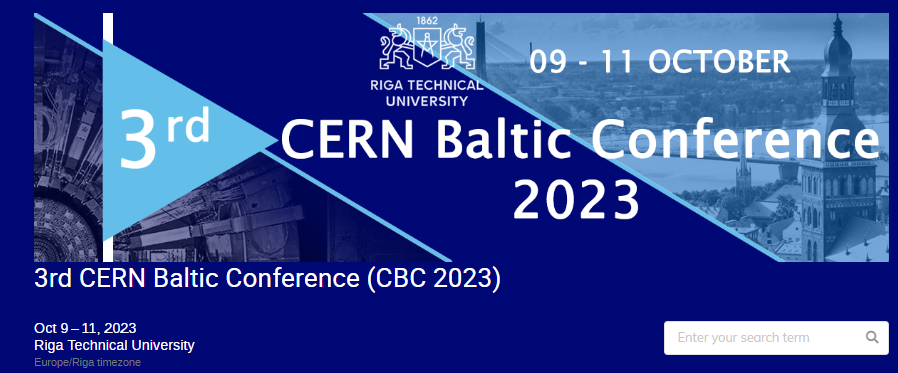 1862
RIGA TECHNICAL
UNIVERSITY
09 - 11 OCTOBER
3rd
CERN Baltic Conference
2023
3rd CERN Baltic Conference (CBC 2023)
Oct 9 – 11, 2023
Riga Technical University
Europe/Riga timezone
Enter your search term